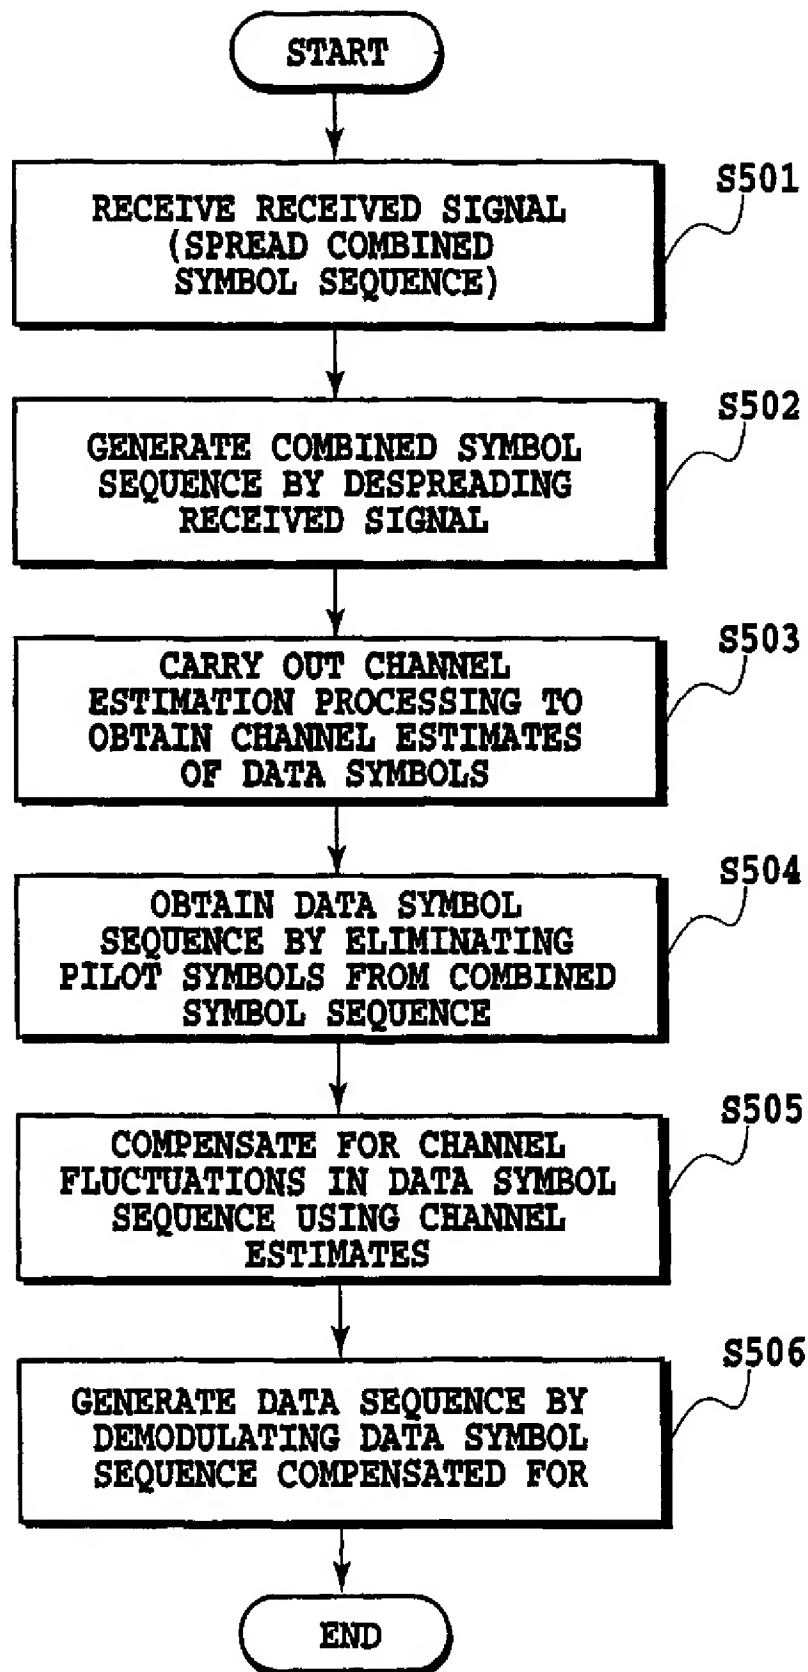 START
S501
RECEIVE RECEIVED SIGNAL
(SPREAD COMBINED
SYMBOL SEQUENCE)
S502
GENERATE COMBINED SYMBOL
SEQUENCE BY DESPREADING
RECEIVED SIGNAL
S503
CARRY OUT CHANNEL
ESTIMATION PROCESSING TO
OBTAIN CHANNEL ESTIMATES
OF DATA SYMBOLS
S504
OBTAIN DATA SYMBOL
SEQUENCE BY ELIMINATING
PILOT SYMBOLS FROM COMBINED
SYMBOL SEQUENCE
S505
COMPENSATE FOR CHANNEL
FLUCTUATIONS IN DATA SYMBOL
SEQUENCE USING CHANNEL
ESTIMATES
S506
GENERATE DATA SEQUENCE BY
DEMODULATING DATA SYMBOL
SEQUENCE COMPENSATED FOR
END